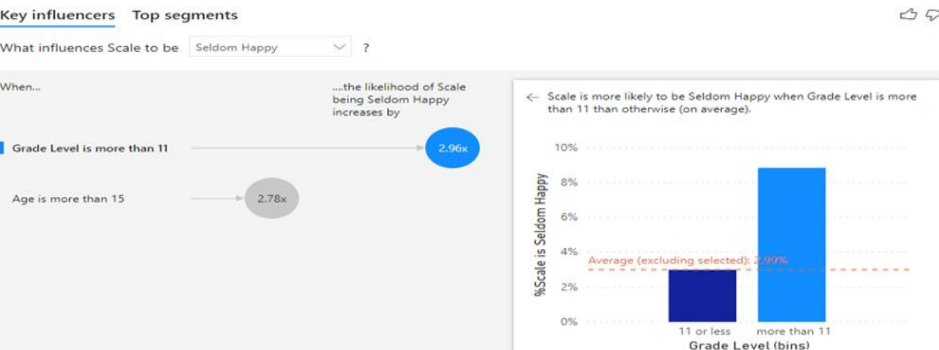 Key influencers Top segments
What influences Scale to be Seldom Happy ?
When...
....the likelihood of Scale
being Seldom Happy
increases by
Grade Level is more than 11
2.96x
Age is more than 15
2.78x
Scale is more likely to be Seldom Happy when Grade Level is more
than 11 than otherwise (on average).
10%
8%
6%
4%
2%
0%
%Scale is Seldom Happy
Average (excluding selected): 2.99%
11 or less more than 11
Grade Level (bins)